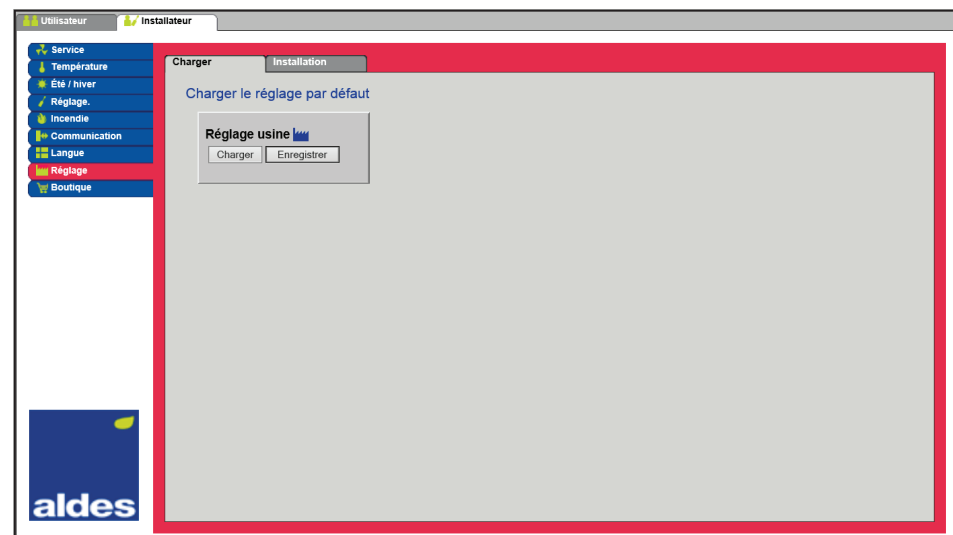 Utilisateur
Installateur
Service
Température
Été / hiver
Réglage.
Incendie
Communication
Langue
Réglage
Boutique
Charger
Installation
Charger le réglage par défaut
Réglage usine
Charger
Enregistrer
aldes